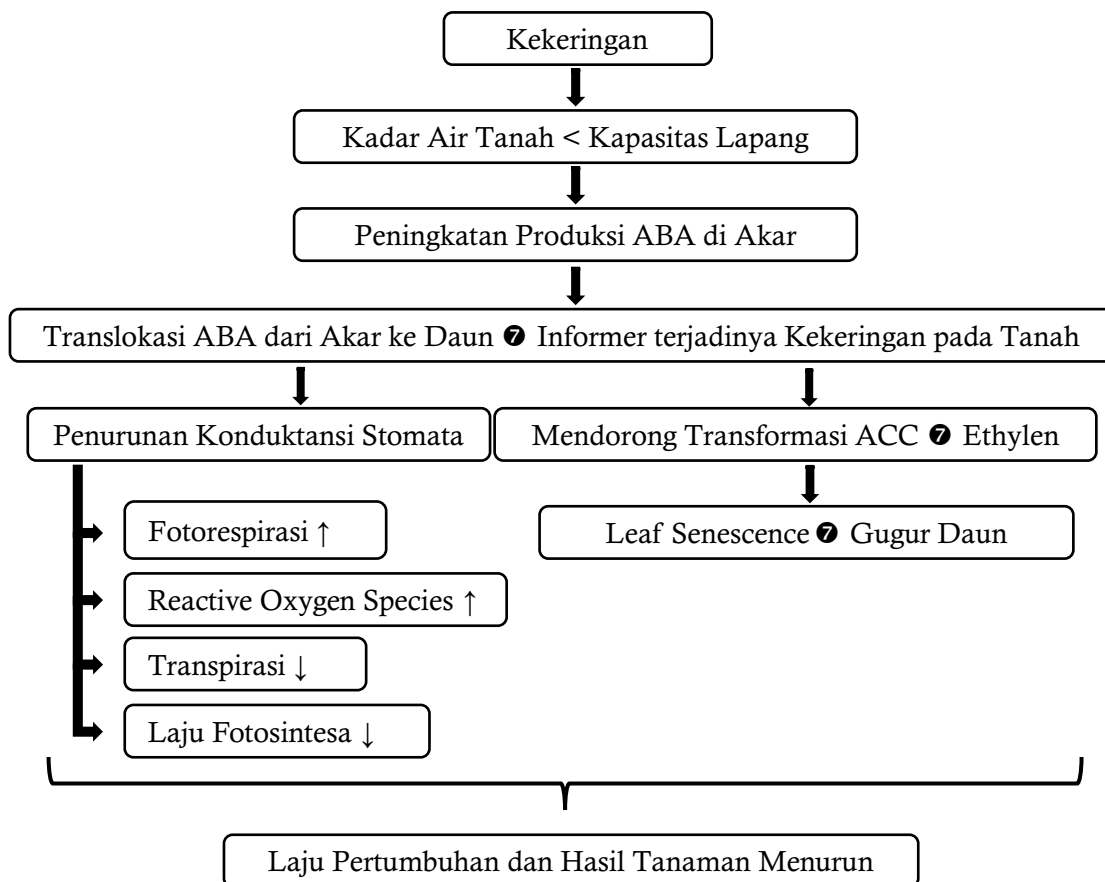 Kekeringan
Kadar Air Tanah < Kapasitas Lapang
Peningkatan Produksi ABA di Akar
Translokasi ABA dari Akar ke Daun ❼ Informer terjadinya Kekeringan pada Tanah
Penurunan Konduktansi Stomata
Mendorong Transformasi ACC ❼ Ethylen
Fotorespirasi ↑
Leaf Senescence ❼ Gugur Daun
Reactive Oxygen Species ↑
Transpirasi ↓
Laju Fotosintesa ↓
Laju Pertumbuhan dan Hasil Tanaman Menurun